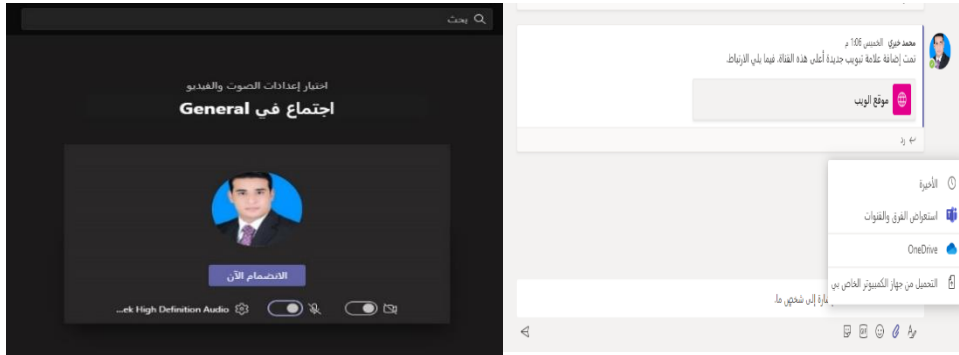 بحث
اختيار إعدادات الصوت والفيديو
اجتماع في General
الانضمام الآن
...ek High Definition Audio
محمد خيري الخميس 1:06 م
تمت إضافة علامة تبويب جديدة أعلى هذه القناة. فيما يلي الارتباط.
موقع الويب
رد
الأخيرة
استعراض الفرق والقنوات
OneDrive
التحميل من جهاز الكمبيوتر الخاص بي
إلى شخص ما.
GIF